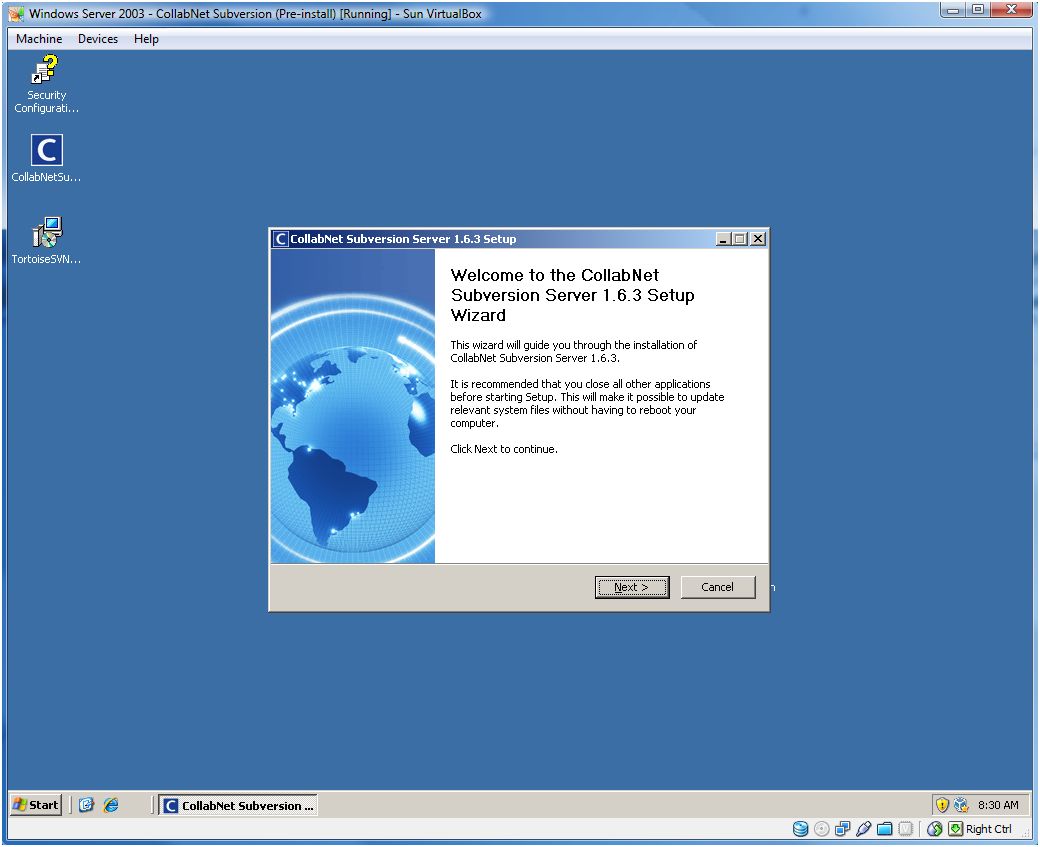 Windows Server 2003 - CollabNet Subversion (Pre-install) [Running] - Sun VirtualBox
Machine Devices Help
Security
Configurati...
C
CollabNetSu...
TortoiseSVN...
C CollabNet Subversion Server 1.6.3 Setup
Welcome to the CollabNet
Subversion Server 1.6.3 Setup
Wizard
This wizard will guide you through the installation of
CollabNet Subversion Server 1.6.3.
It is recommended that you close all other applications
before starting Setup. This will make it possible to update
relevant system files without having to reboot your
computer.
Click Next to continue.
Next > Cancel
n
Start C CollabNet Subversion ... 8:30 AM
Right Ctrl